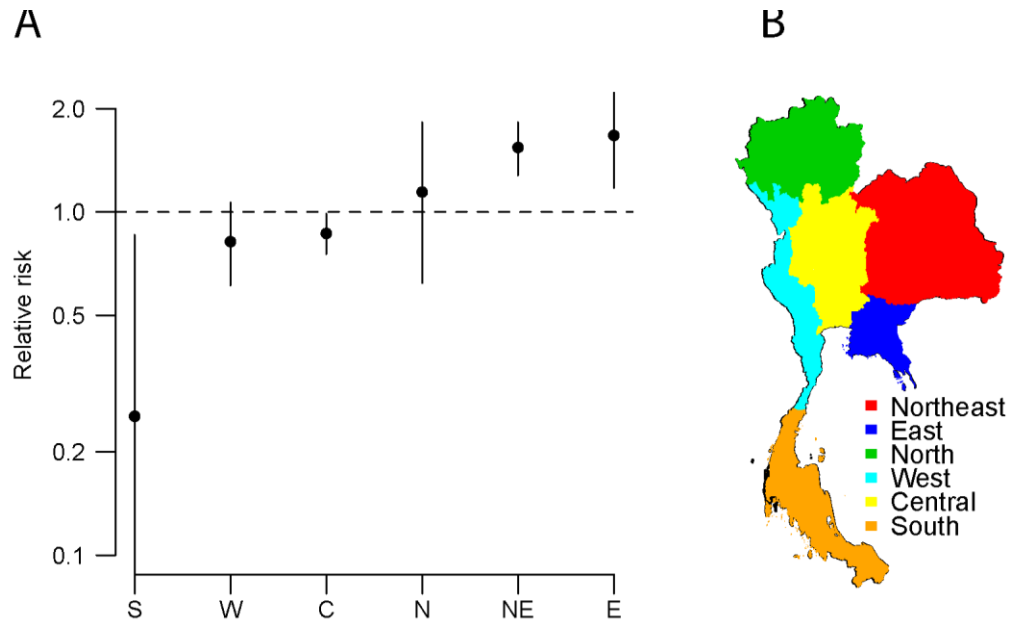 A
B
Relative risk
2.0
1.0
0.5
0.2
0.1
S W C N NE E
Northeast
East
North
West
Central
South